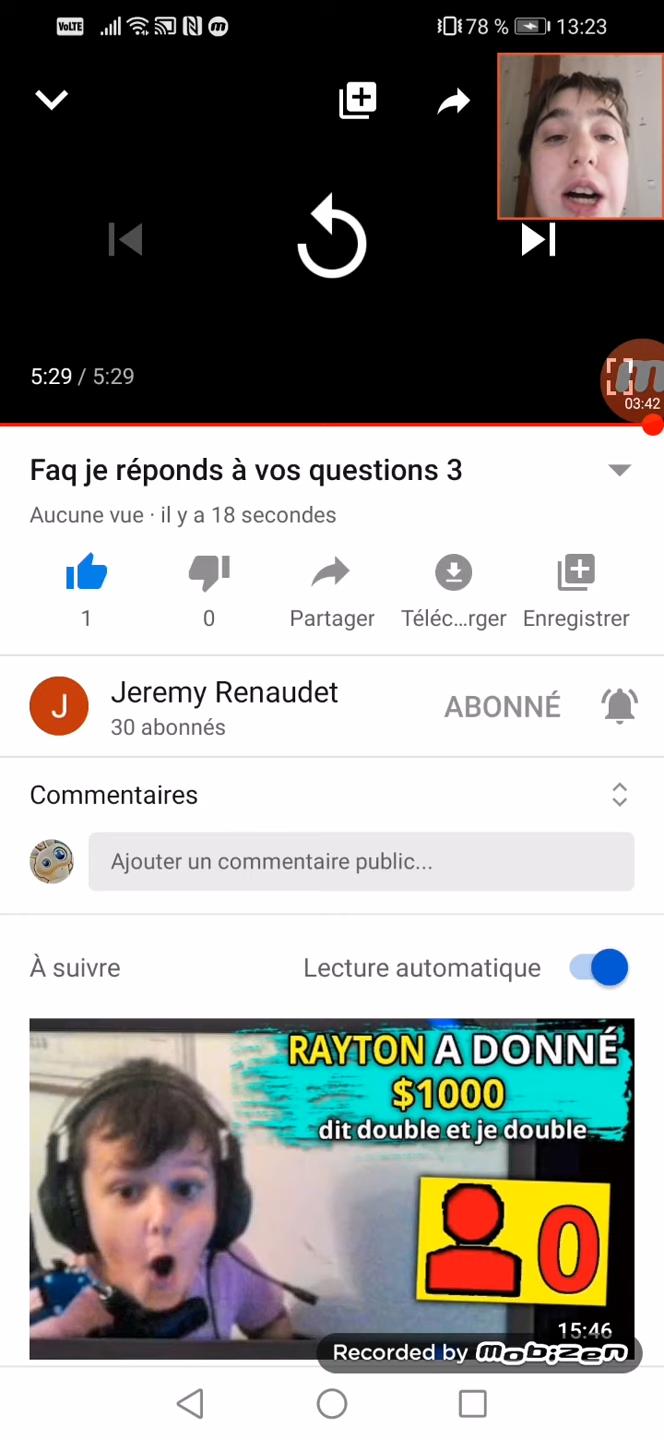 VoLTE 78 % 13:23
5:29 / 5:29
03:42
Faq je réponds à vos questions 3
Aucune vue · il y a 18 secondes
1 0 Partager Téléc...rger Enregistrer
J Jeremy Renaudet ABONNÉ
30 abonnés
Commentaires
Ajouter un commentaire public...
À suivre Lecture automatique
RAYTON A DONNÉ
$1000
dit double et je double
0
15:46
Recorded by mobizen